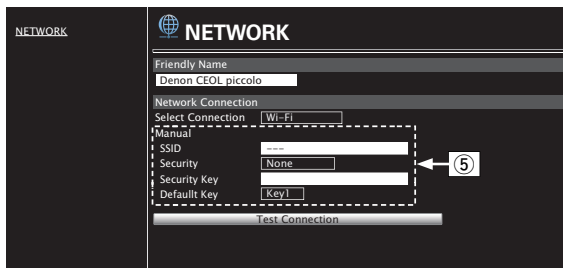 NETWORK
NETWORK
Friendly Name
Denon CEOL piccolo
Network Connection
Select Connection Wi-Fi
Manual
SSID ---
Security None
Security Key
Defaullt Key Key1
Test Connection
⑤